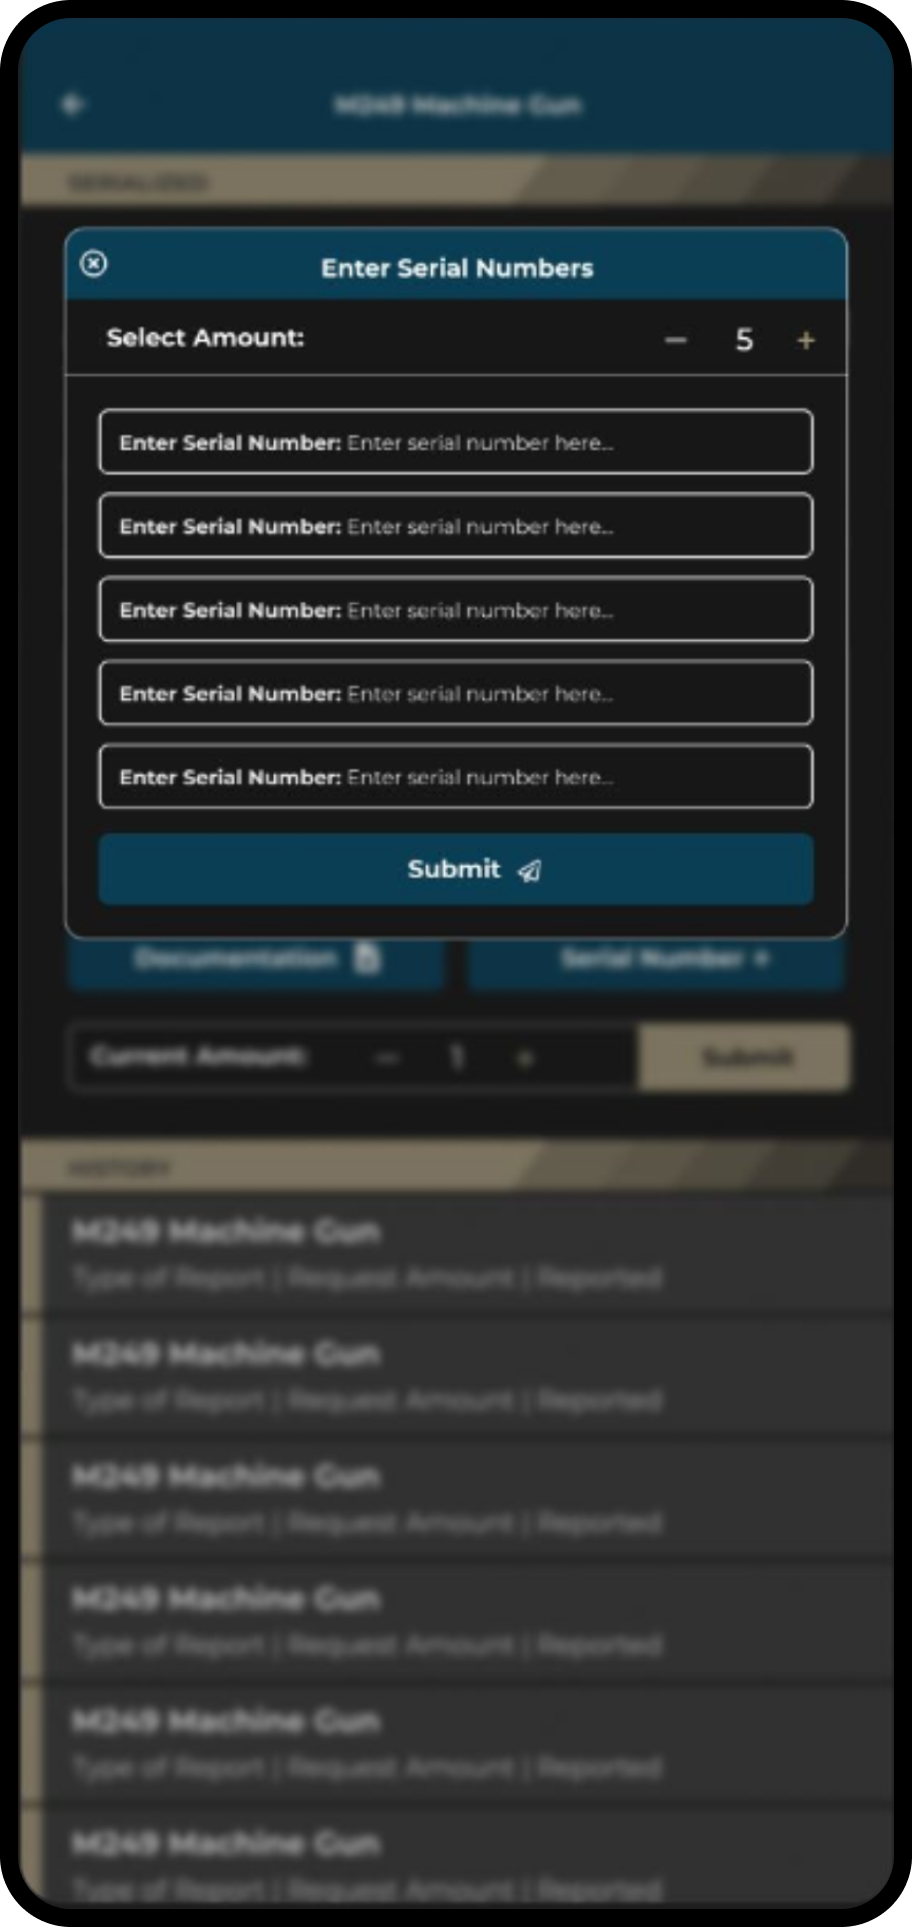 M249 Machine Gun
SERIALIZED
Enter Serial Numbers
Select Amount: − 5 +
Enter Serial Number: Enter serial number here...
Enter Serial Number: Enter serial number here...
Enter Serial Number: Enter serial number here...
Enter Serial Number: Enter serial number here...
Enter Serial Number: Enter serial number here...
Submit
Documentation Serial Number +
Current Amount: − 1 + Submit
HISTORY
M249 Machine Gun
Type of Report | Request Amount | Reported
M249 Machine Gun
Type of Report | Request Amount | Reported
M249 Machine Gun
Type of Report | Request Amount | Reported
M249 Machine Gun
Type of Report | Request Amount | Reported
M249 Machine Gun
Type of Report | Request Amount | Reported
M249 Machine Gun
Type of Report | Request Amount | Reported